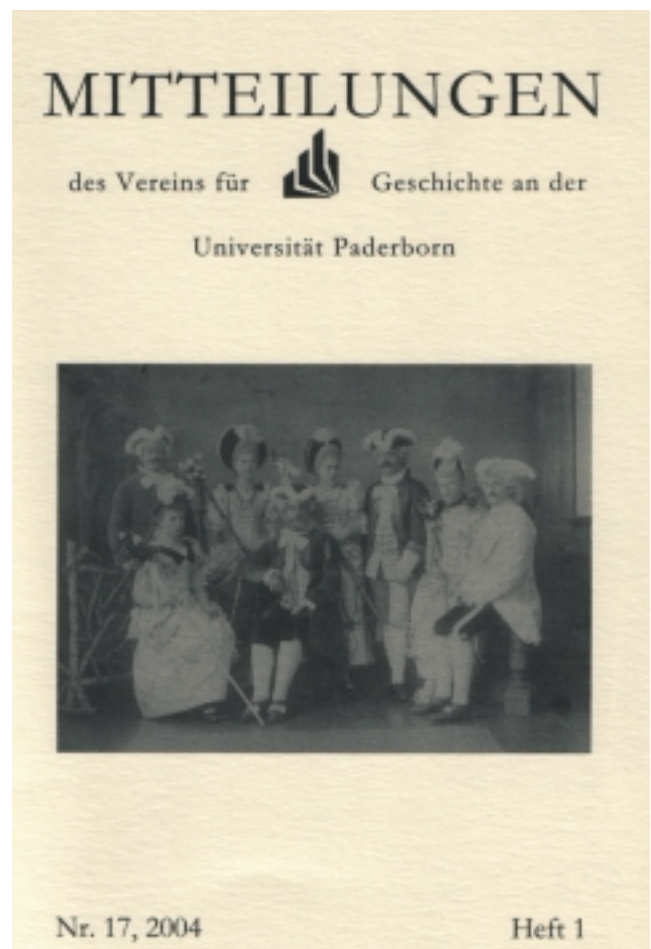 MITTEILUNGEN
des Vereins für Geschichte an der
Universität Paderborn
Nr. 17, 2004 Heft 1